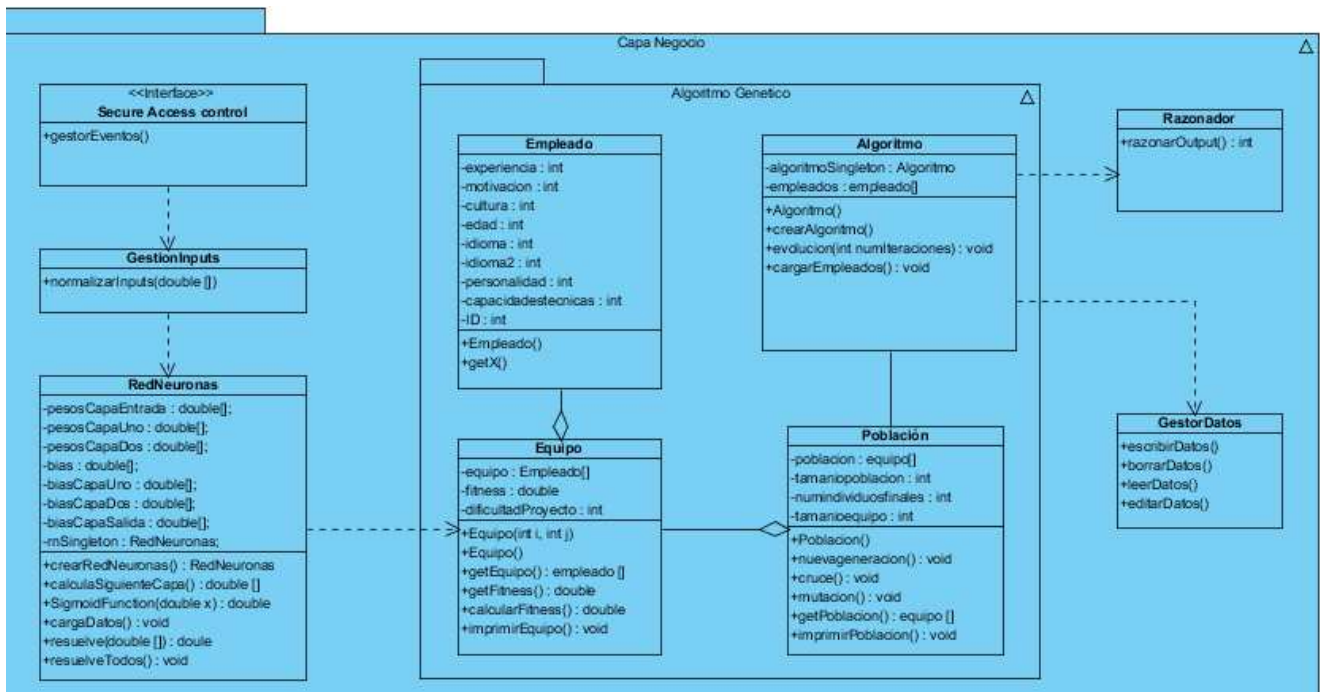 Capa Negocio
<<Interface>>
Secure Access control
+gestorEventos()
GestionInputs
+normalizarInputs(double [])
RedNeuronas
-pesosCapaEntrada : double[];
-pesosCapaUno : double[];
-pesosCapaDos : double[];
-bias : double[];
-biasCapaUno : double[];
-biasCapaDos : double[];
-biasCapaSalida : double[];
-rnSingleton : RedNeuronas;
+crearRedNeuronas() : RedNeuronas
+calculaSiguienteCapa() : double []
+SigmoidFunction(double x) : double
+cargaDatos() : void
+resuelve(double []) : doule
+resuelveTodos() : void
Algoritmo Genetico
Empleado
-experiencia : int
-motivacion : int
-cultura : int
-edad : int
-idioma : int
-idioma2 : int
-personalidad : int
-capacidadestecnicas : int
-ID : int
+Empleado()
+getX()
Equipo
-equipo : Empleado[]
-fitness : double
-dificultadProyecto : int
+Equipo(int i, int j)
+Equipo()
+getEquipo() : empleado []
+getFitness() : double
+calcularFitness() : double
+imprimirEquipo() : void
Algoritmo
-algoritmoSingleton : Algoritmo
-empleados : empleado[]
+Algoritmo()
+crearAlgoritmo()
+evolucion(int numIteraciones) : void
+cargarEmpleados() : void
Población
-poblacion : equipo[]
-tamaniopoblacion : int
-numindividuosfinales : int
-tamanioequipo : int
+Poblacion()
+nuevageneracion() : void
+cruce() : void
+mutacion() : void
+getPoblacion() : equipo []
+imprimirPoblacion() : void
Razonador
+razonarOutput() : int
GestorDatos
+escribirDatos()
+borrarDatos()
+leerDatos()
+editarDatos()